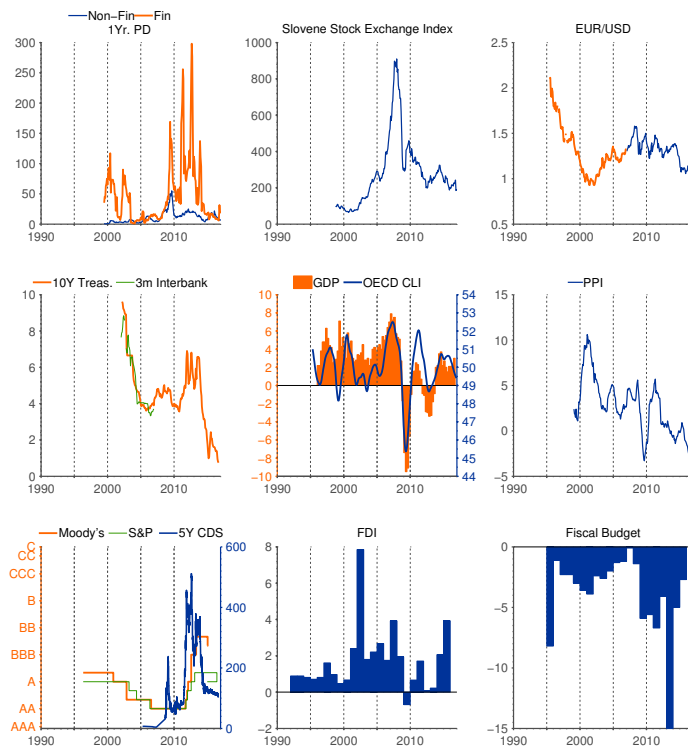 Non-Fin Fin
1Yr. PD
300
250
200
150
100
50
0
1990 2000 2010
Slovene Stock Exchange Index
1000
800
600
400
200
0
1990 2000 2010
EUR/USD
2.5
2
1.5
1
0.5
1990 2000 2010
10Y Treas. 3m Interbank
10
8
6
4
2
0
1990 2000 2010
GDP OECD CLI
10 54
8 53
6 52
4 51
2 50
0 49
−2 48
−4 47
−6 46
−8 45
−10 44
1990 2000 2010
PPI
15
10
5
0
−5
1990 2000 2010
Moody's S&P 5Y CDS
C 600
CC
CCC
B
BB
BBB
A
AA
AAA
500
400
300
200
100
0
1990 2000 2010
FDI
8
6
4
2
0
−2
1990 2000 2010
Fiscal Budget
0
−5
−10
−15
1990 2000 2010